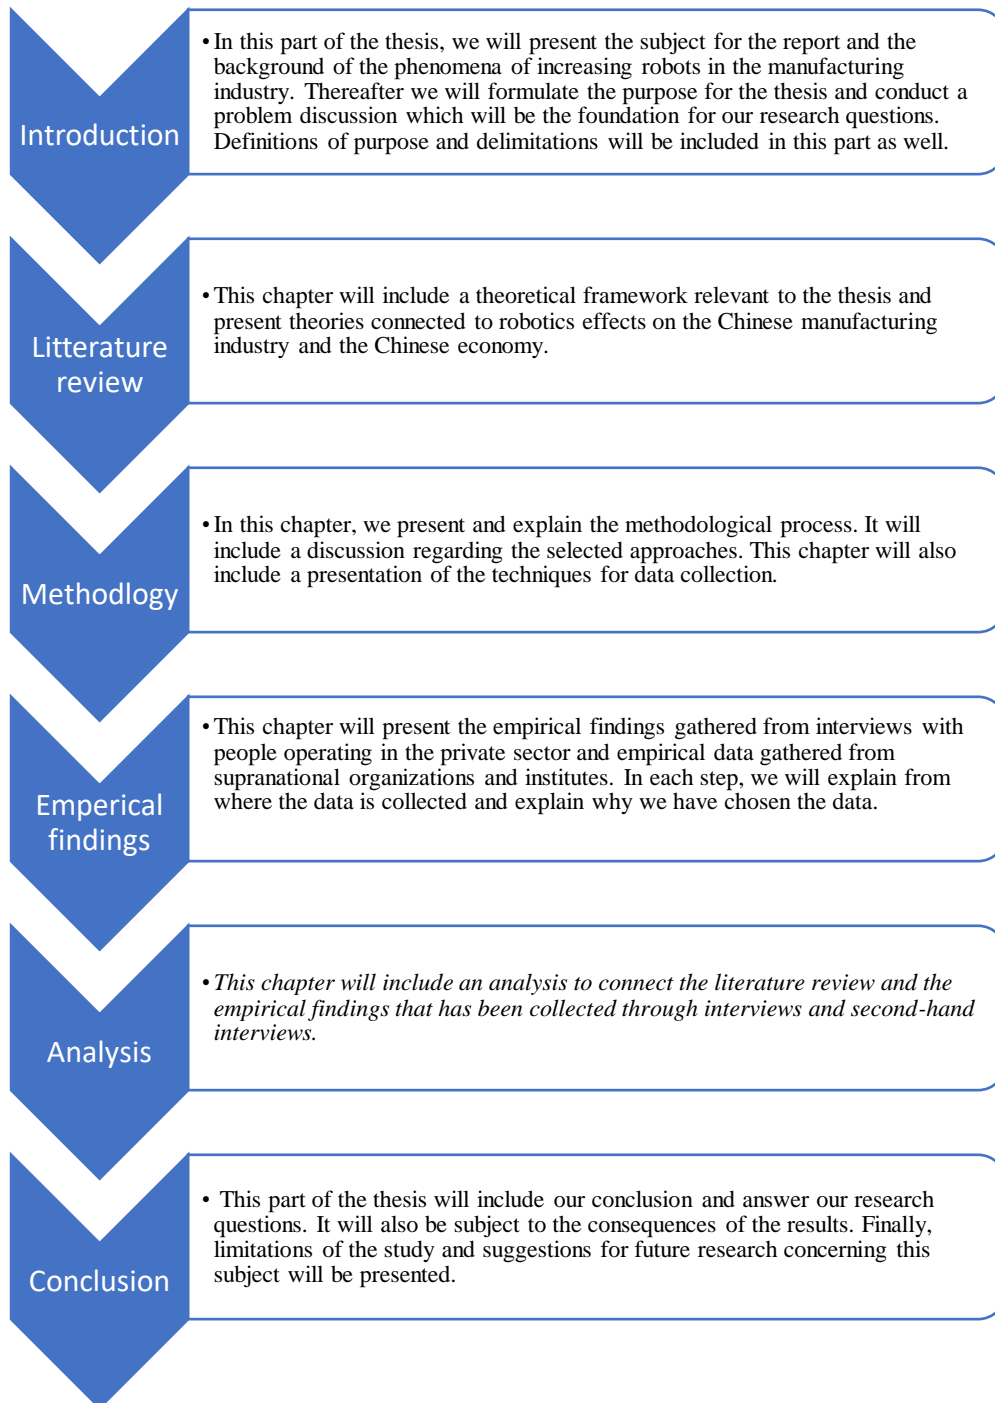 Introduction
• In this part of the thesis, we will present the subject for the report and the
background of the phenomena of increasing robots in the manufacturing
industry. Thereafter we will formulate the purpose for the thesis and conduct a
problem discussion which will be the foundation for our research questions.
Definitions of purpose and delimitations will be included in this part as well.
Litterature
review
• This chapter will include a theoretical framework relevant to the thesis and
present theories connected to robotics effects on the Chinese manufacturing
industry and the Chinese economy.
Methodlogy
• In this chapter, we present and explain the methodological process. It will
include a discussion regarding the selected approaches. This chapter will also
include a presentation of the techniques for data collection.
Emperical
findings
• This chapter will present the empirical findings gathered from interviews with
people operating in the private sector and empirical data gathered from
supranational organizations and institutes. In each step, we will explain from
where the data is collected and explain why we have chosen the data.
Analysis
• This chapter will include an analysis to connect the literature review and the
empirical findings that has been collected through interviews and second-hand
interviews.
Conclusion
• This part of the thesis will include our conclusion and answer our research
questions. It will also be subject to the consequences of the results. Finally,
limitations of the study and suggestions for future research concerning this
subject will be presented.